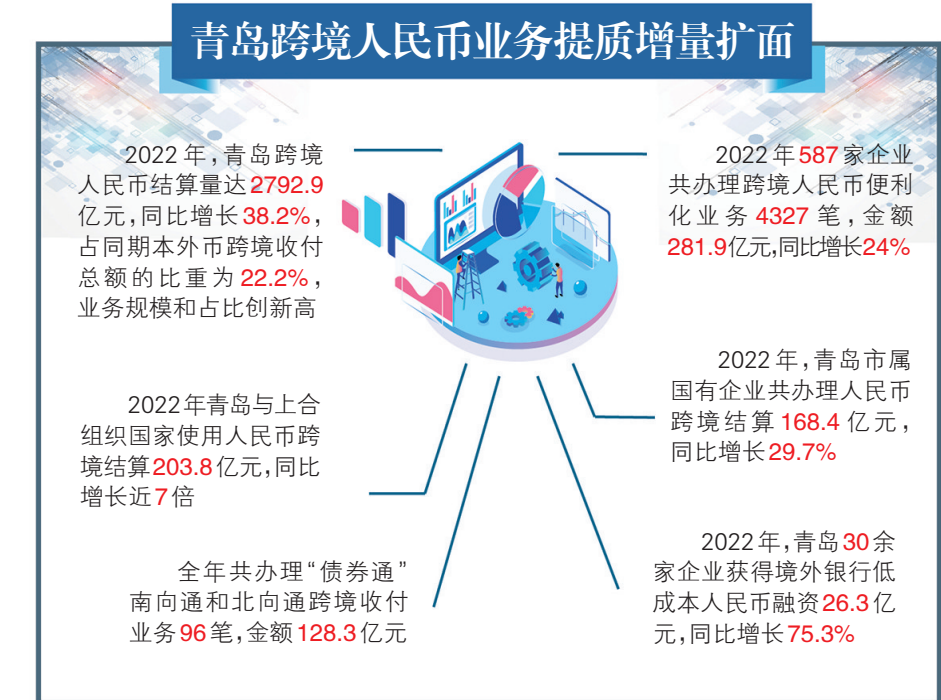 青岛跨境人民币业务提质增量扩面
2022年，青岛跨境
人民币结算量达2792.9
亿元，同比增长38.2%，
占同期本外币跨境收付
总额的比重为22.2%，
业务规模和占比创新高
2022年587家企业
共办理跨境人民币便利
化业务4327笔，金额
281.9亿元，同比增长24%
2022年，青岛市属
国有企业共办理人民币
跨境结算168.4亿元，
同比增长29.7%
2022年青岛与上合
组织国家使用人民币跨
境结算203.8亿元，同比
增长近7倍
2022年，青岛30余
家企业获得境外银行低
成本人民币融资26.3亿
元，同比增长75.3%
全年共办理“债券通”
南向通和北向通跨境收付
业务96笔，金额128.3亿元